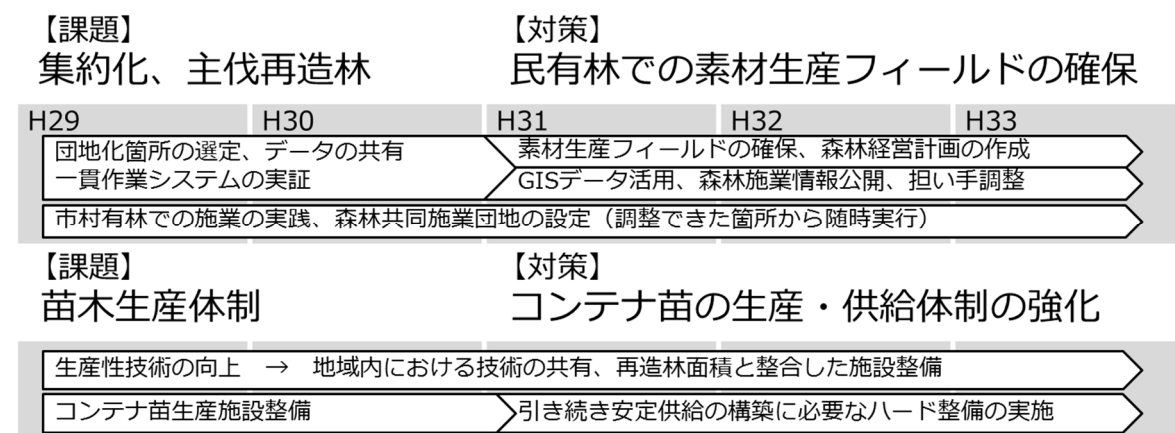 【課題】
集約化、主伐再造林
【対策】
民有林での素材生産フィールドの確保
H29 H30 H31 H32 H33
団地化箇所の選定、データの共有
一貫作業システムの実証
素材生産フィールドの確保、森林経営計画の作成
GISデータ活用、森林施業情報公開、担い手調整
市村有林での施業の実践、森林共同施業団地の設定（調整できた箇所から随時実行）
【課題】
苗木生産体制
【対策】
コンテナ苗の生産・供給体制の強化
生産性技術の向上　→　地域内における技術の共有、再造林面積と整合した施設整備
コンテナ苗生産施設整備
引き続き安定供給の構築に必要なハード整備の実施